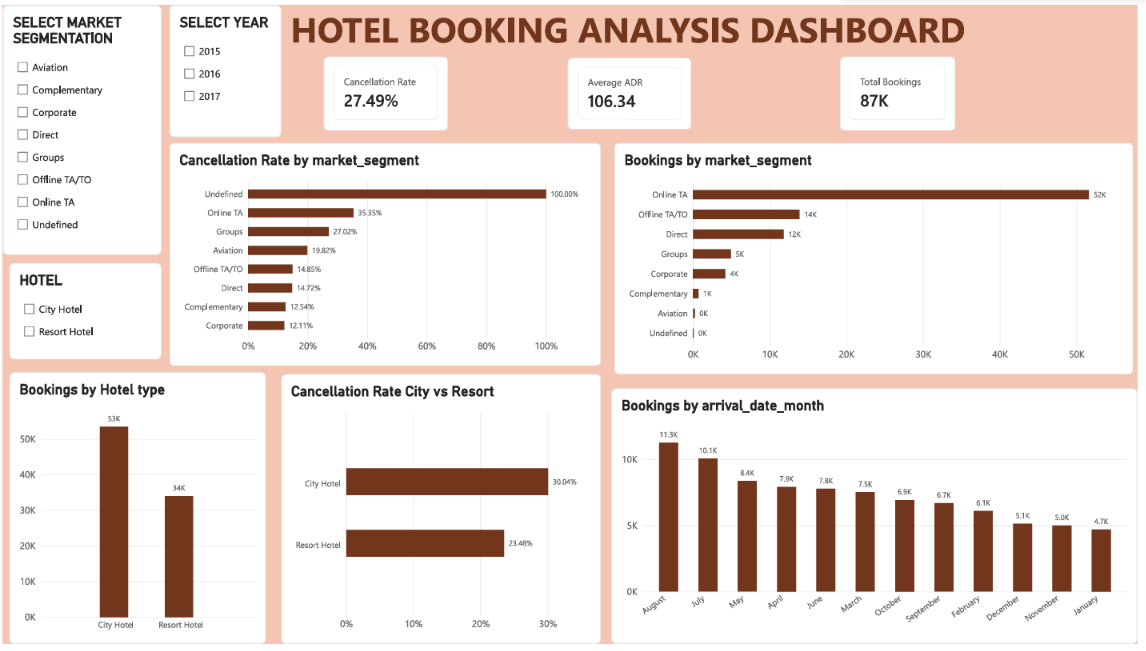 SELECT MARKET
SEGMENTATION
Aviation
Complementary
Corporate
Direct
Groups
Offline TA/TO
Online TA
Undefined
SELECT YEAR
2015
2016
2017
HOTEL BOOKING ANALYSIS DASHBOARD
Cancellation Rate
27.49%
Average ADR
106.34
Total Bookings
87K
HOTEL
City Hotel
Resort Hotel
Cancellation Rate by market_segment
Undefined 100.00%
Online TA 35.35%
Groups 27.02%
Aviation 19.82%
Offline TA/TO 14.85%
Direct 14.72%
Complementary 12.54%
Corporate 12.11%
0% 20% 40% 60% 80% 100%
Bookings by market_segment
Online TA 52K
Offline TA/TO 14K
Direct 12K
Groups 5K
Corporate 4K
Complementary 1K
Aviation 0K
Undefined 0K
0K 10K 20K 30K 40K 50K
Bookings by Hotel type
53K
50K
40K
34K
30K
20K
10K
0K
City Hotel Resort Hotel
Cancellation Rate City vs Resort
City Hotel 30.04%
Resort Hotel 23.48%
0% 10% 20% 30%
Bookings by arrival_date_month
11.3K 10.1K 8.4K 7.9K 7.8K 7.5K 6.9K 6.7K 6.1K 5.1K 5.0K 4.7K
10K
5K
0K
August July May April June March October September February December November January